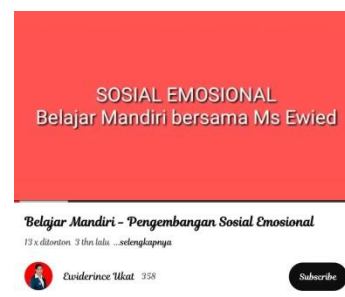 SOSIAL EMOSIONAL
Belajar Mandiri bersama Ms Ewied
Belajar Mandiri - Pengembangan Sosial Emosional
13 x ditonton 3 thn lalu ...selengkapnya
Ewiderince Ukat 358
Subscribe